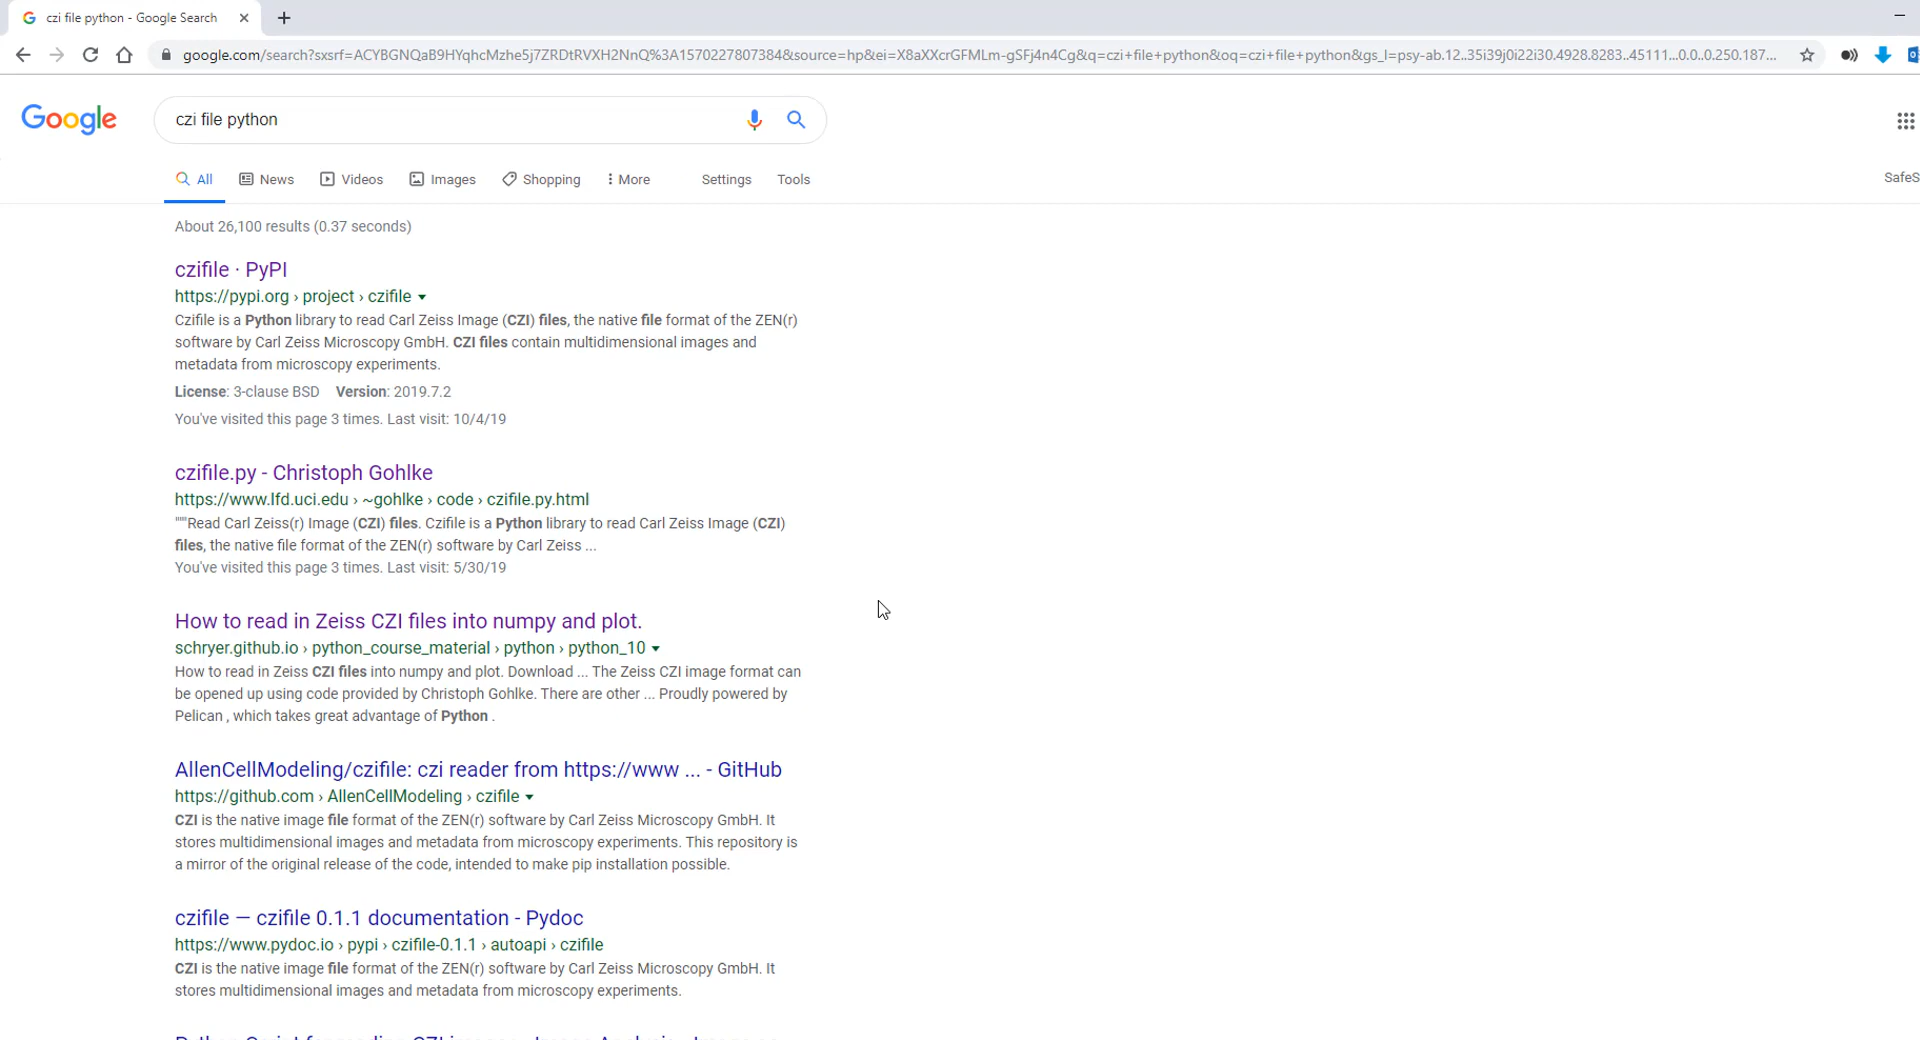 czi file python - Google Search
google.com/search?sxsrf=ACYBGNQaB9HYqhcMzhe5j7ZRDtRVXH2NnQ%3A1570227807384&source=hp&ei=X8aXXcrGFMLm-gSFj4n4Cg&q=czi+file+python&oq=czi+file+python&gs_l=psy-ab.12..35i39j0i22i30.4928.8283..45111...0.0..0.250.187...
Google
czi file python
All News Videos Images Shopping More Settings Tools SafeS
About 26,100 results (0.37 seconds)
czifile · PyPI
https://pypi.org › project › czifile
Czifile is a Python library to read Carl Zeiss Image (CZI) files, the native file format of the ZEN(r)
software by Carl Zeiss Microscopy GmbH. CZI files contain multidimensional images and
metadata from microscopy experiments.
License: 3-clause BSD Version: 2019.7.2
You've visited this page 3 times. Last visit: 10/4/19
czifile.py - Christoph Gohlke
https://www.lfd.uci.edu › ~gohlke › code › czifile.py.html
"""Read Carl Zeiss(r) Image (CZI) files. Czifile is a Python library to read Carl Zeiss Image (CZI)
files, the native file format of the ZEN(r) software by Carl Zeiss ...
You've visited this page 3 times. Last visit: 5/30/19
How to read in Zeiss CZI files into numpy and plot.
schryer.github.io › python_course_material › python › python_10
How to read in Zeiss CZI files into numpy and plot. Download ... The Zeiss CZI image format can
be opened up using code provided by Christoph Gohlke. There are other ... Proudly powered by
Pelican , which takes great advantage of Python .
AllenCellModeling/czifile: czi reader from https://www ... - GitHub
https://github.com › AllenCellModeling › czifile
CZI is the native image file format of the ZEN(r) software by Carl Zeiss Microscopy GmbH. It
stores multidimensional images and metadata from microscopy experiments. This repository is
a mirror of the original release of the code, intended to make pip installation possible.
czifile — czifile 0.1.1 documentation - Pydoc
https://www.pydoc.io › pypi › czifile-0.1.1 › autoapi › czifile
CZI is the native image file format of the ZEN(r) software by Carl Zeiss Microscopy GmbH. It
stores multidimensional images and metadata from microscopy experiments.